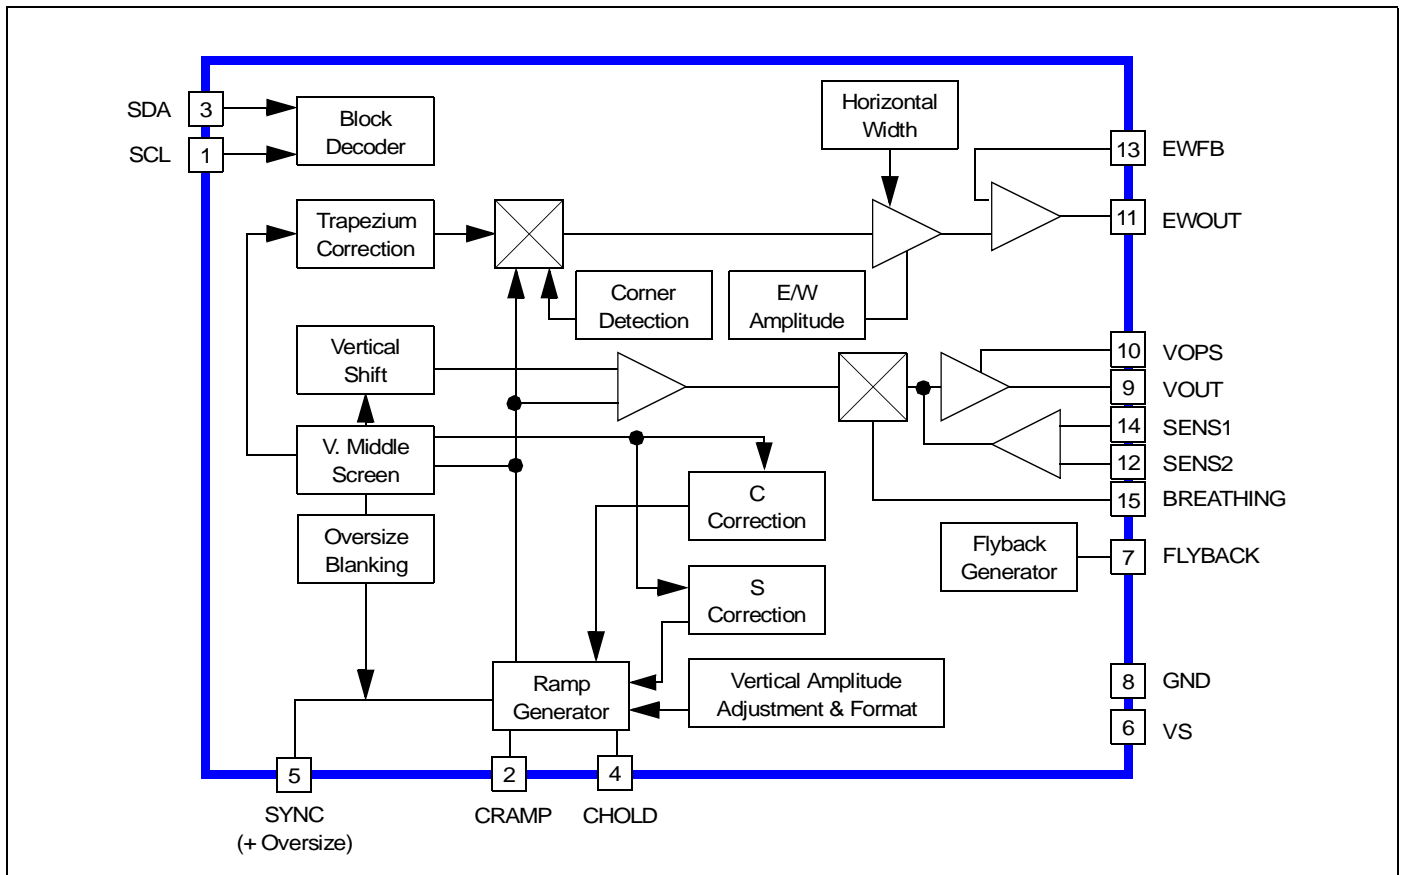 SDA
3
SCL
1
Block
Decoder
Horizontal
Width
13
EWFB
Trapezium
Correction
11
EWOUT
Corner
Detection
E/W
Amplitude
Vertical
Shift
10
VOPS
9
VOUT
V. Middle
Screen
14
SENS1
12
SENS2
C
Correction
15
BREATHING
Oversize
Blanking
Flyback
Generator
7
FLYBACK
S
Correction
Ramp
Generator
Vertical Amplitude
Adjustment & Format
8
GND
6
VS
5
2
4
SYNC
(+ Oversize)
CRAMP
CHOLD